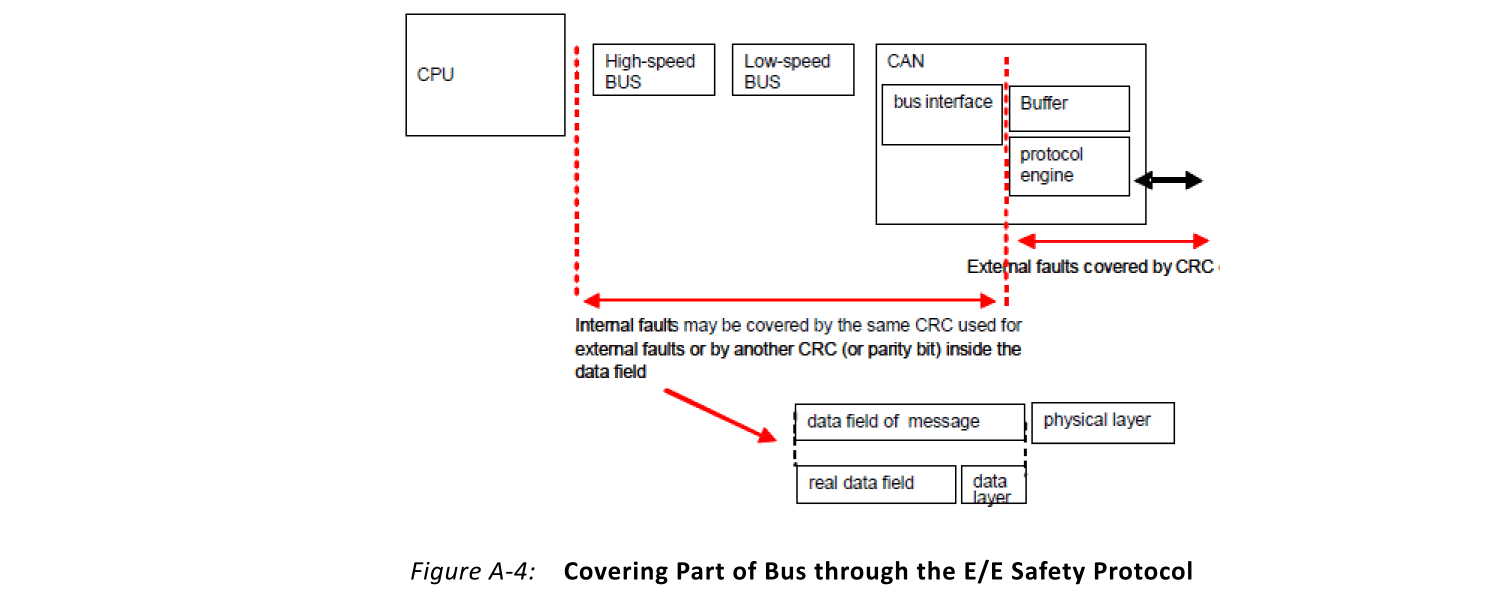 CPU
High-speed
BUS
Low-speed
BUS
CAN
bus interface
Buffer
protocol
engine
External faults covered by CRC
Internal faults may be covered by the same CRC used for
external faults or by another CRC (or parity bit) inside the
data field
data field of message
physical layer
real data field
data
layer
Figure A-4: Covering Part of Bus through the E/E Safety Protocol